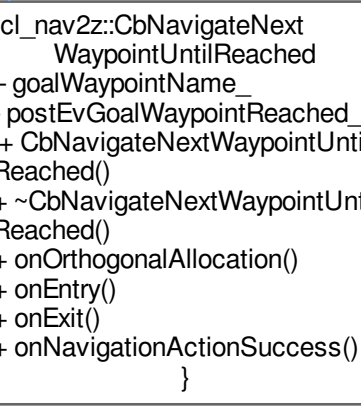 cl_nav2z::CbNavigateNext
WaypointUntilReached
- goalWaypointName_
- postEvGoalWaypointReached_
+ CbNavigateNextWaypointUnti
Reached()
+ ~CbNavigateNextWaypointUnt
Reached()
+ onOrthogonalAllocation()
+ onEntry()
+ onExit()
+ onNavigationActionSuccess()
}